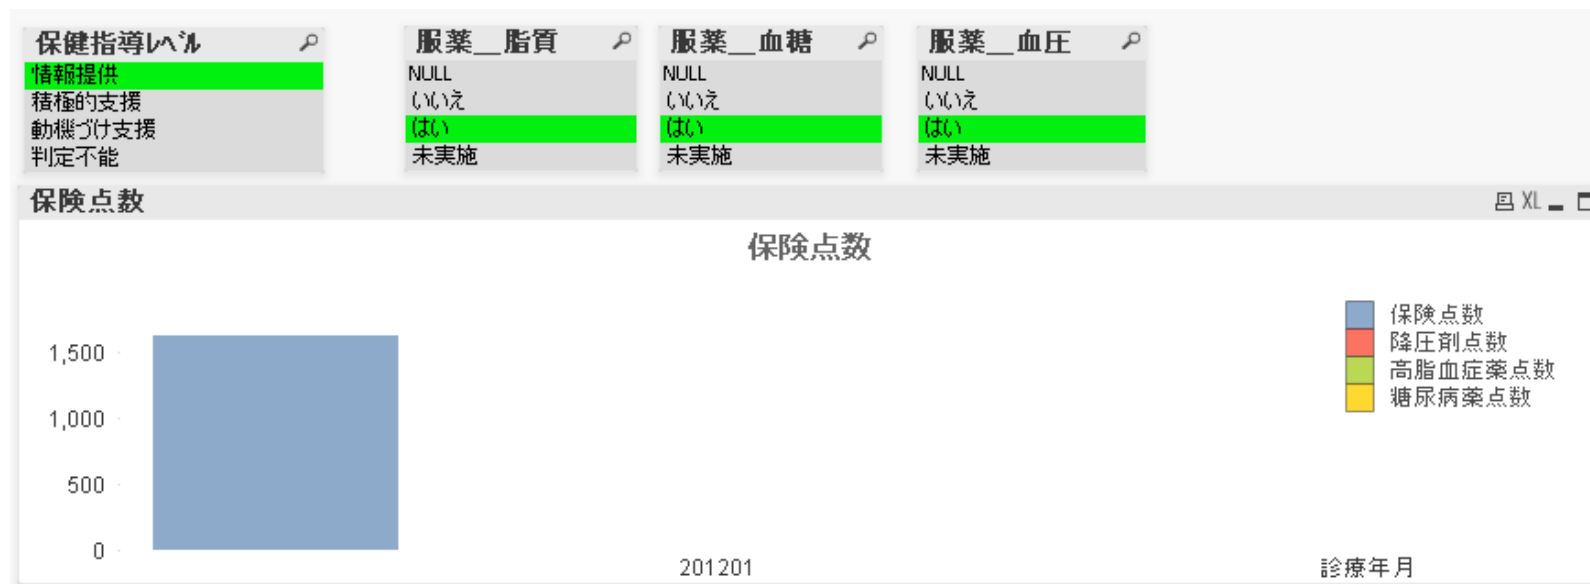 保健指導ﾚﾍﾞﾙ
情報提供
積極的支援
動機づけ支援
判定不能
服薬＿脂質
NULL
いいえ
はい
未実施
服薬＿血糖
NULL
いいえ
はい
未実施
服薬＿血圧
NULL
いいえ
はい
未実施
保険点数
XL
保険点数
1,500
1,000
500
0
201201
診療年月
保険点数
降圧剤点数
高脂血症薬点数
糖尿病薬点数